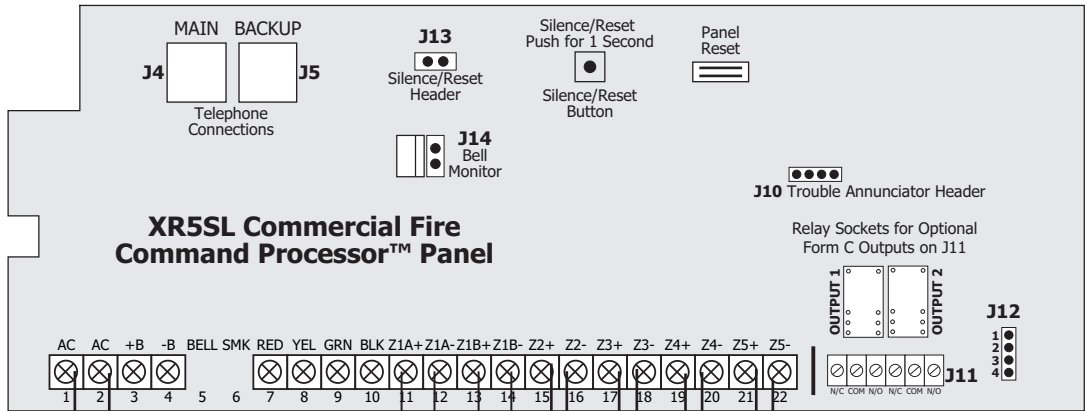 MAIN BACKUP
J4
J5
Telephone
Connections
J13
Silence/Reset
Header
Silence/Reset
Push for 1 Second
Silence/Reset
Button
Panel
Reset
J14
Bell
Monitor
J10 Trouble Annunciator Header
XR5SL Commercial Fire
Command Processor™ Panel
Relay Sockets for Optional
Form C Outputs on J11
OUTPUT 1
OUTPUT 2
J12
1
2
3
4
AC AC +B -B BELL SMK RED YEL GRN BLK Z1A+ Z1A- Z1B+ Z1B- Z2+ Z2- Z3+ Z3- Z4+ Z4- Z5+ Z5-
1 2 3 4 5 6 7 8 9 10 11 12 13 14 15 16 17 18 19 20 21 22
J11
N/C COM N/O N/C COM N/O